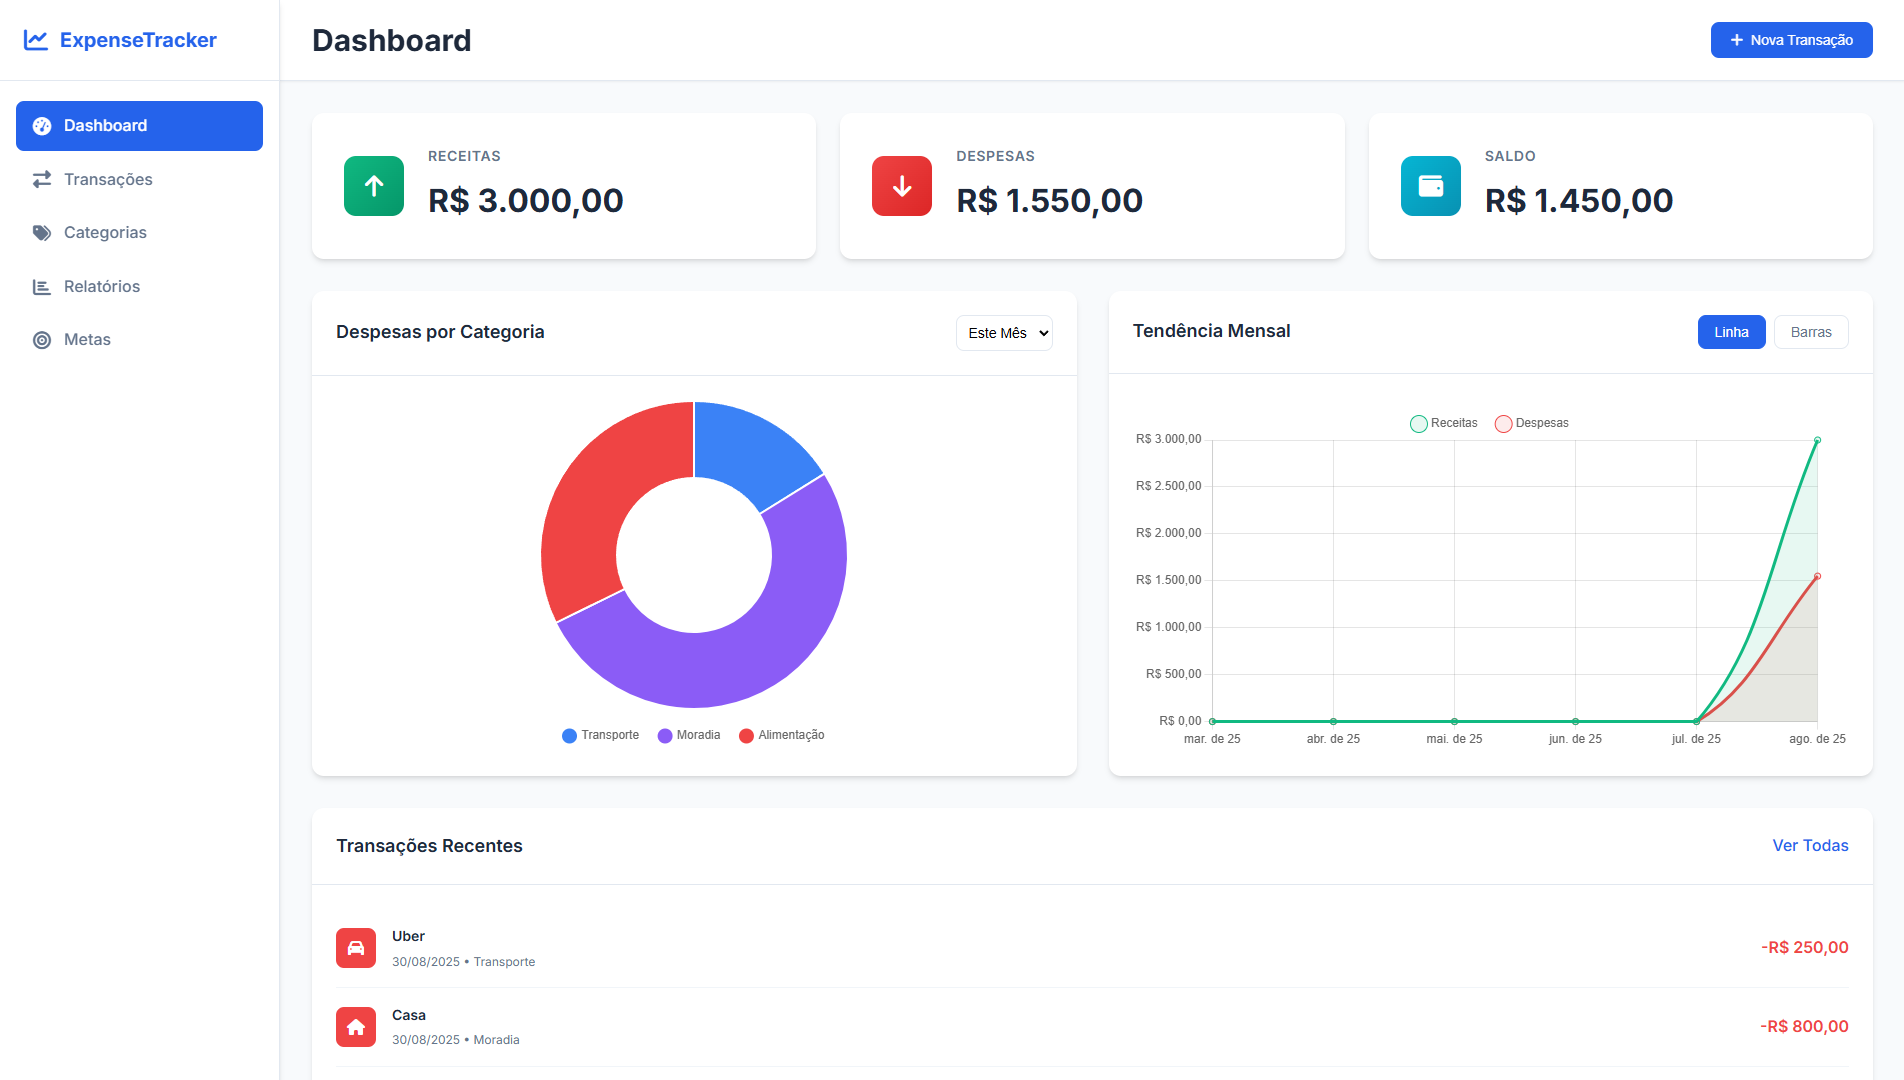 ExpenseTracker
Dashboard
Nova Transação
Dashboard
Transações
Categorias
Relatórios
Metas
RECEITAS
R$ 3.000,00
DESPESAS
R$ 1.550,00
SALDO
R$ 1.450,00
Despesas por Categoria
Este Mês
Transporte
Moradia
Alimentação
Tendência Mensal
Linha
Barras
Receitas
Despesas
R$ 3.000,00
R$ 2.500,00
R$ 2.000,00
R$ 1.500,00
R$ 1.000,00
R$ 500,00
R$ 0,00
mar. de 25
abr. de 25
mai. de 25
jun. de 25
jul. de 25
ago. de 25
Transações Recentes
Ver Todas
Uber
30/08/2025 • Transporte
-R$ 250,00
Casa
30/08/2025 • Moradia
-R$ 800,00